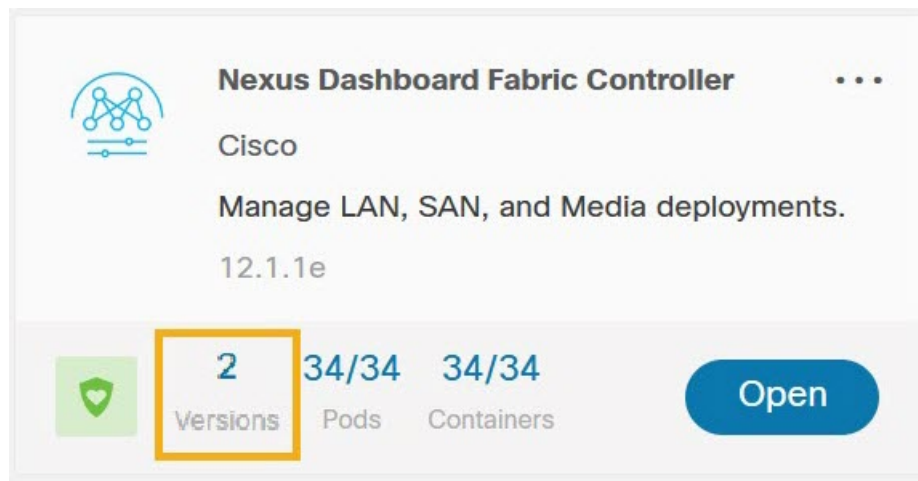 Nexus Dashboard Fabric Controller
Cisco
Manage LAN, SAN, and Media deployments.
12.1.1e
2 34/34 34/34
Versions Pods Containers
Open